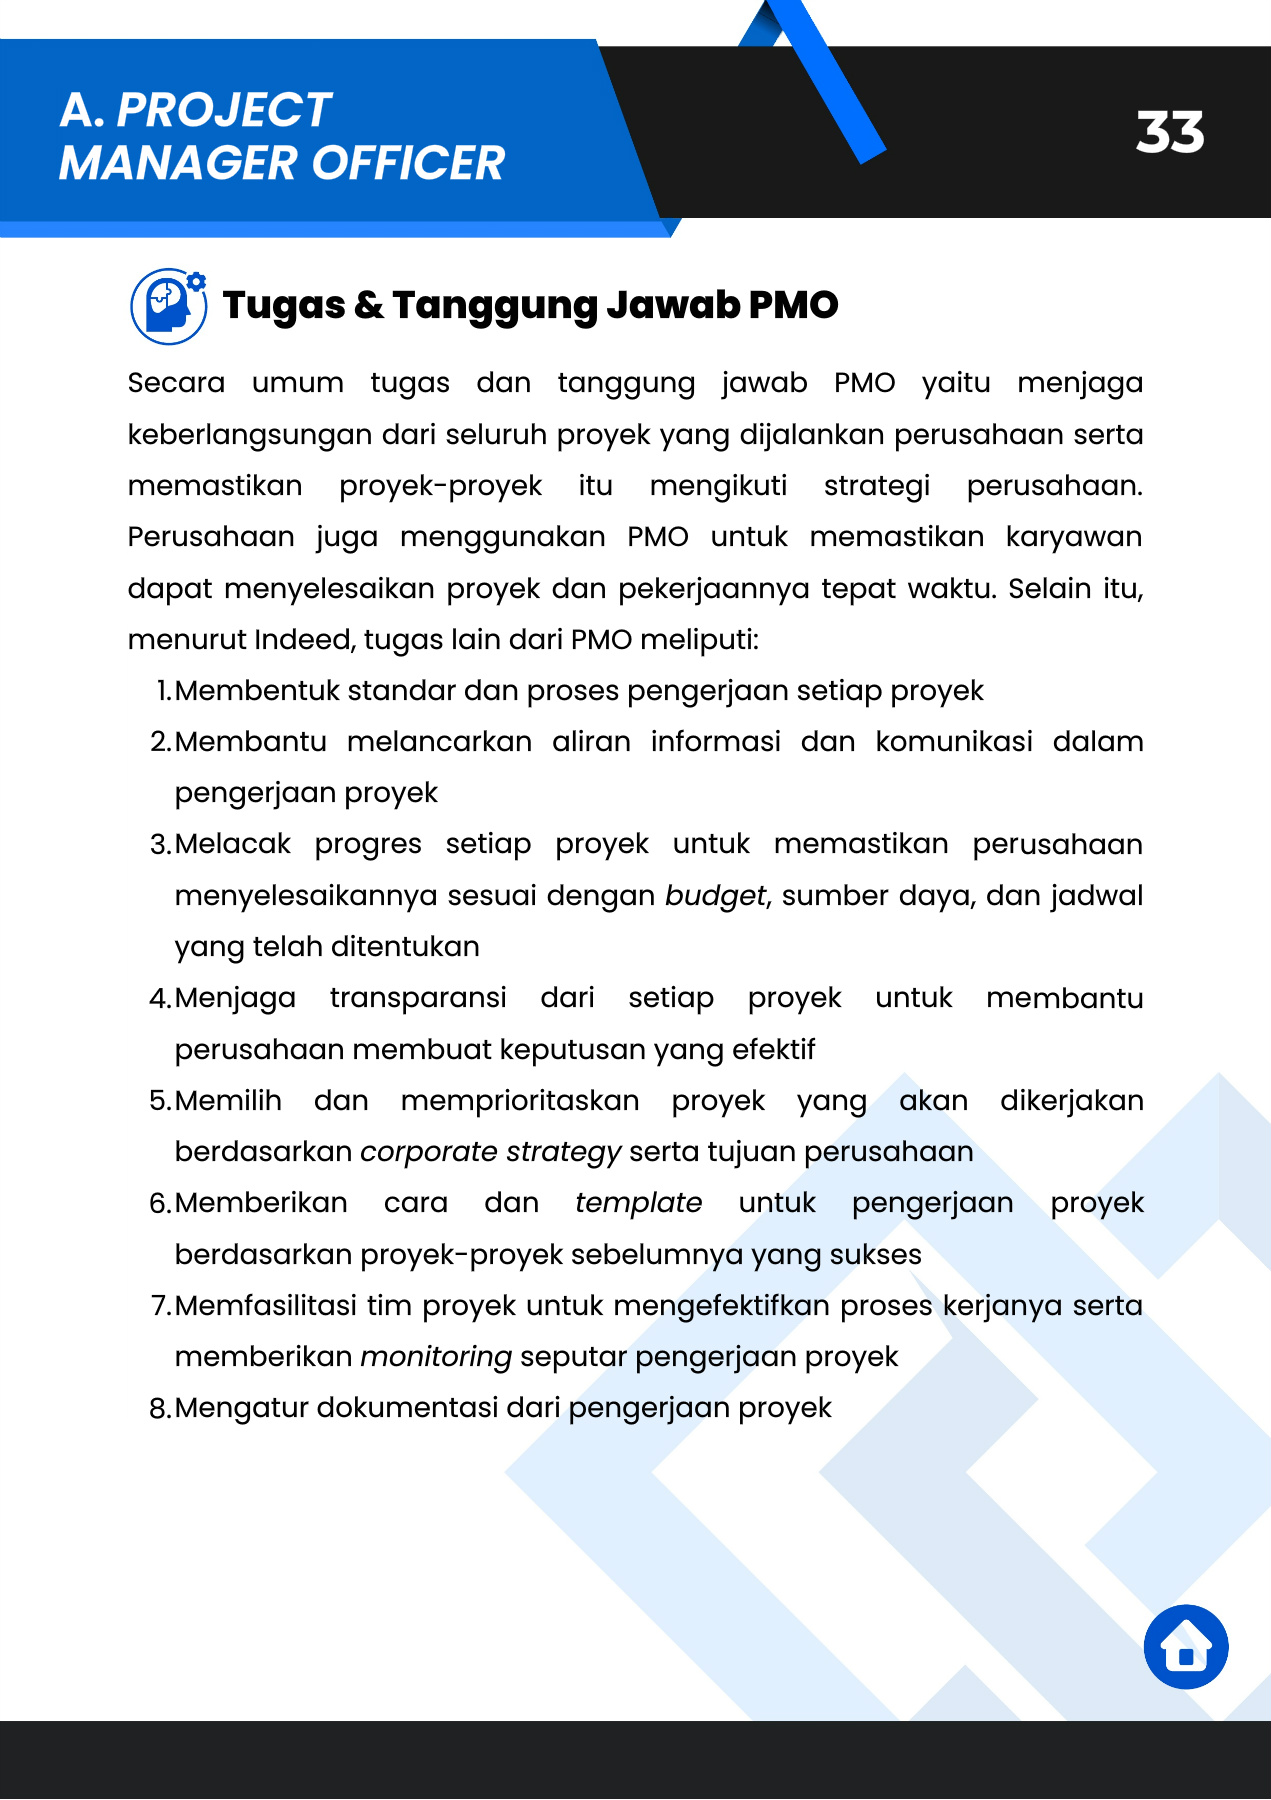 A. PROJECT
MANAGER OFFICER
33
Tugas & Tanggung Jawab PMO
Secara umum tugas dan tanggung jawab PMO yaitu menjaga
keberlangsungan dari seluruh proyek yang dijalankan perusahaan serta
memastikan proyek-proyek itu mengikuti strategi perusahaan.
Perusahaan juga menggunakan PMO untuk memastikan karyawan
dapat menyelesaikan proyek dan pekerjaannya tepat waktu. Selain itu,
menurut Indeed, tugas lain dari PMO meliputi:
1. Membentuk standar dan proses pengerjaan setiap proyek
2. Membantu melancarkan aliran informasi dan komunikasi dalam
pengerjaan proyek
3. Melacak progres setiap proyek untuk memastikan perusahaan
menyelesaikannya sesuai dengan budget, sumber daya, dan jadwal
yang telah ditentukan
4. Menjaga transparansi dari setiap proyek untuk membantu
perusahaan membuat keputusan yang efektif
5. Memilih dan memprioritaskan proyek yang akan dikerjakan
berdasarkan corporate strategy serta tujuan perusahaan
6. Memberikan cara dan template untuk pengerjaan proyek
berdasarkan proyek-proyek sebelumnya yang sukses
7. Memfasilitasi tim proyek untuk mengefektifkan proses kerjanya serta
memberikan monitoring seputar pengerjaan proyek
8. Mengatur dokumentasi dari pengerjaan proyek